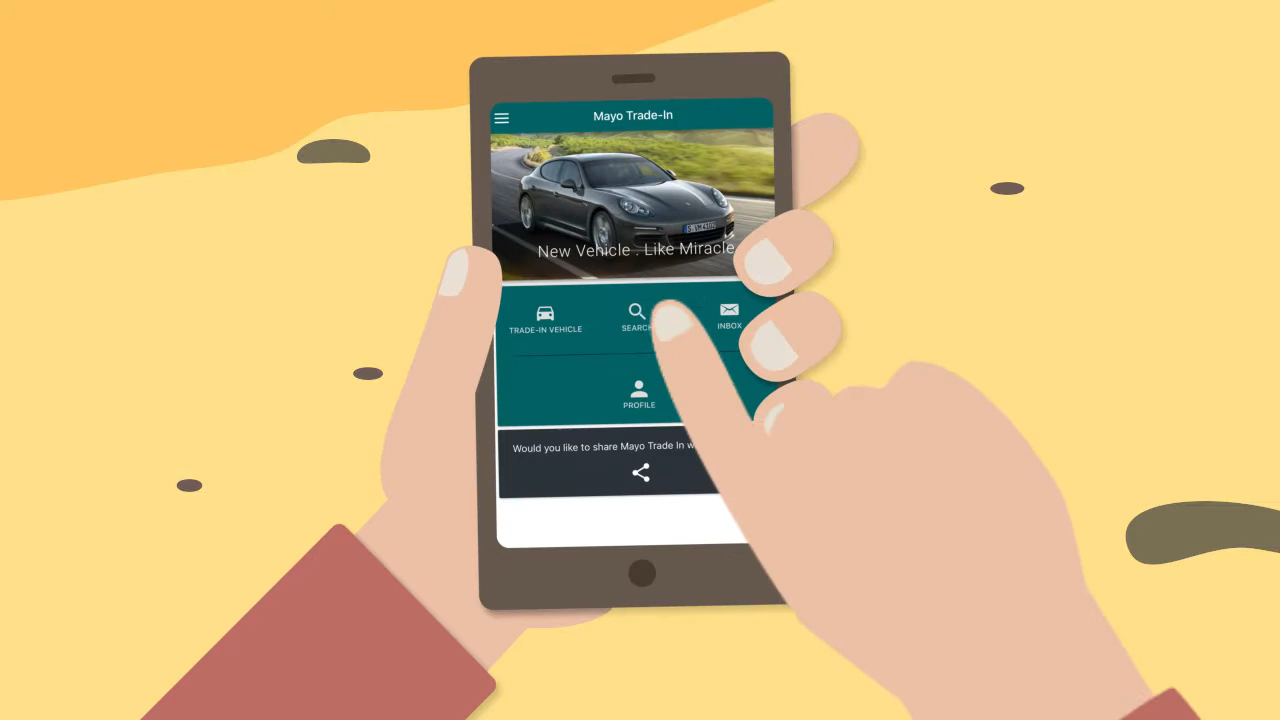 Mayo Trade-In
New Vehicle . Like Miracle
TRADE-IN VEHICLE
SEARCH
INBOX
PROFILE
Would you like to share Mayo Trade In